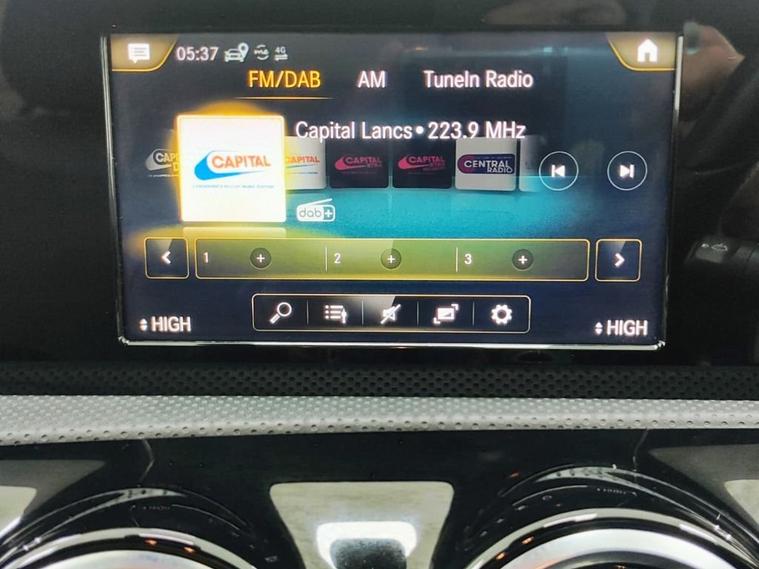 05:37 me 4G
FM/DAB AM TuneIn Radio
Capital Lancs • 223.9 MHz
CAPITAL CAPITAL CAPITAL CAPITAL CENTRAL RADIO
dab+
1 + 2 + 3 +
HIGH HIGH